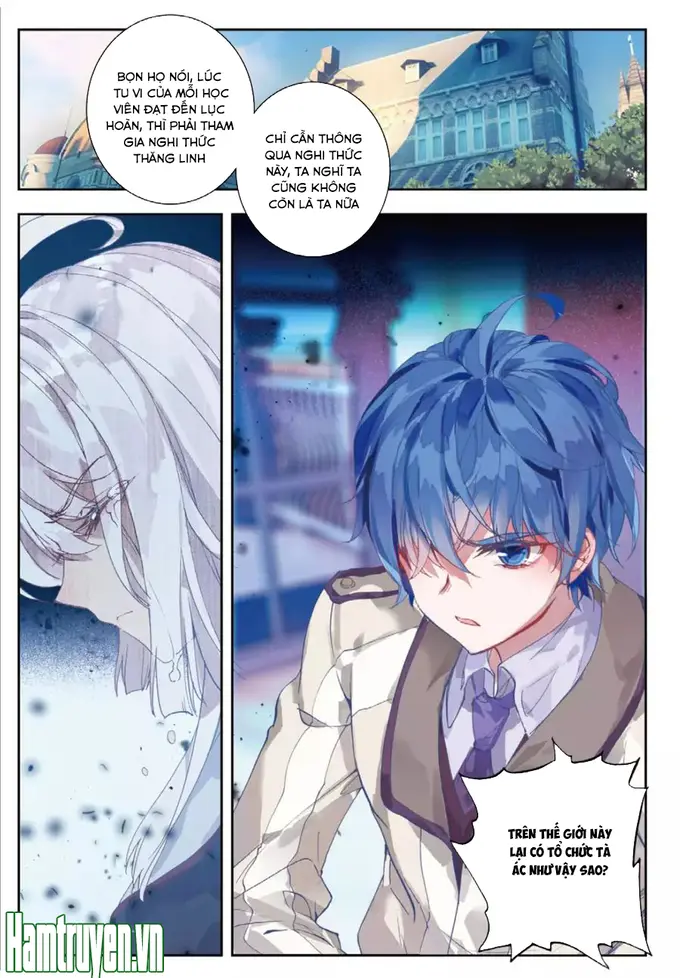 BỌN HỌ NÓI, LÚC
TU VI CỦA MỖI HỌC
VIÊN ĐẠT ĐẾN LỤC
HOÀN, THÌ PHẢI THAM
GIA NGHI THỨC
THĂNG LINH
CHỈ CẦN THÔNG
QUA NGHI THỨC
NÀY, TA NGHĨ TA
CŨNG KHÔNG
CÒN LÀ TA NỮA
TRÊN THẾ GIỚI NÀY
LẠI CÓ TỔ CHỨC TÀ
ÁC NHƯ VẬY SAO?
Hamtruyen.vn